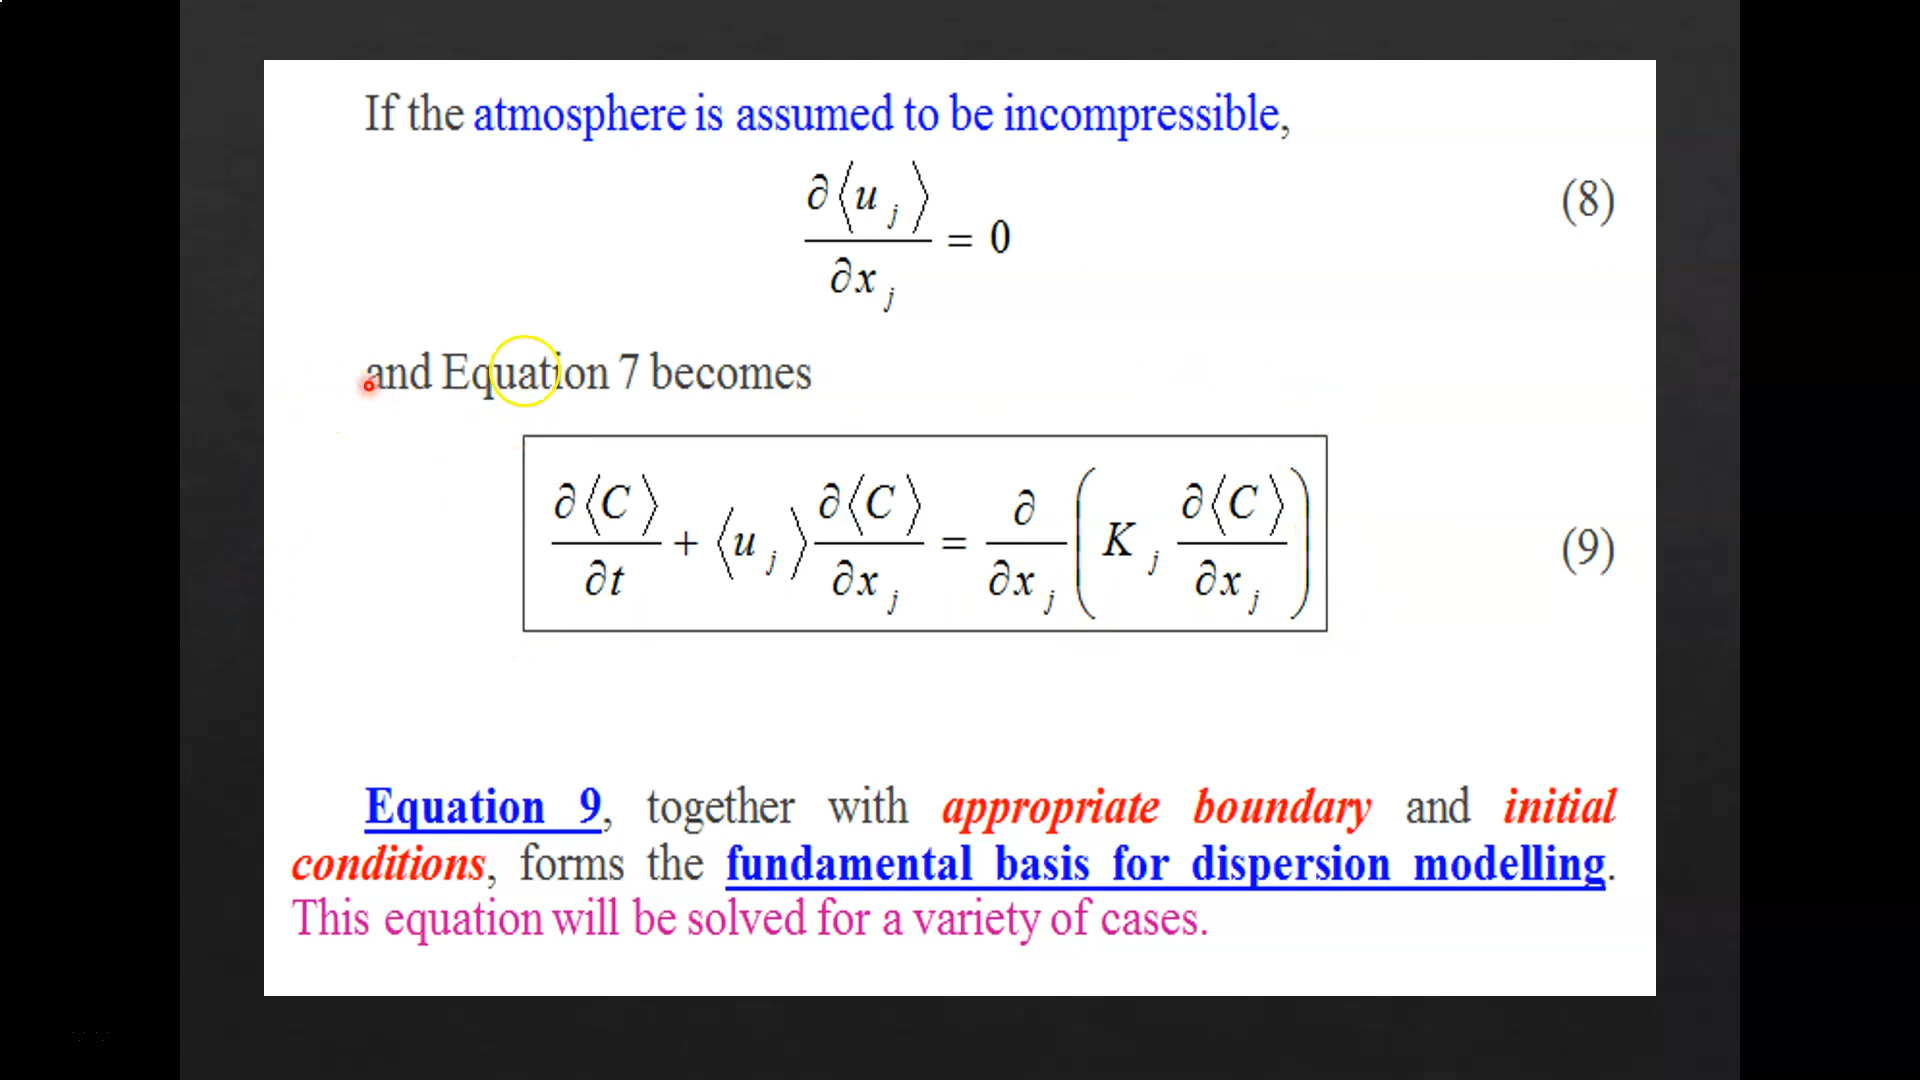 If the atmosphere is assumed to be incompressible,
∂⟨u_j⟩/∂x_j = 0 (8)
and Equation 7 becomes
∂⟨C⟩/∂t + ⟨u_j⟩ ∂⟨C⟩/∂x_j = ∂/∂x_j (K_j ∂⟨C⟩/∂x_j) (9)
Equation 9, together with appropriate boundary and initial
conditions, forms the fundamental basis for dispersion modelling.
This equation will be solved for a variety of cases.